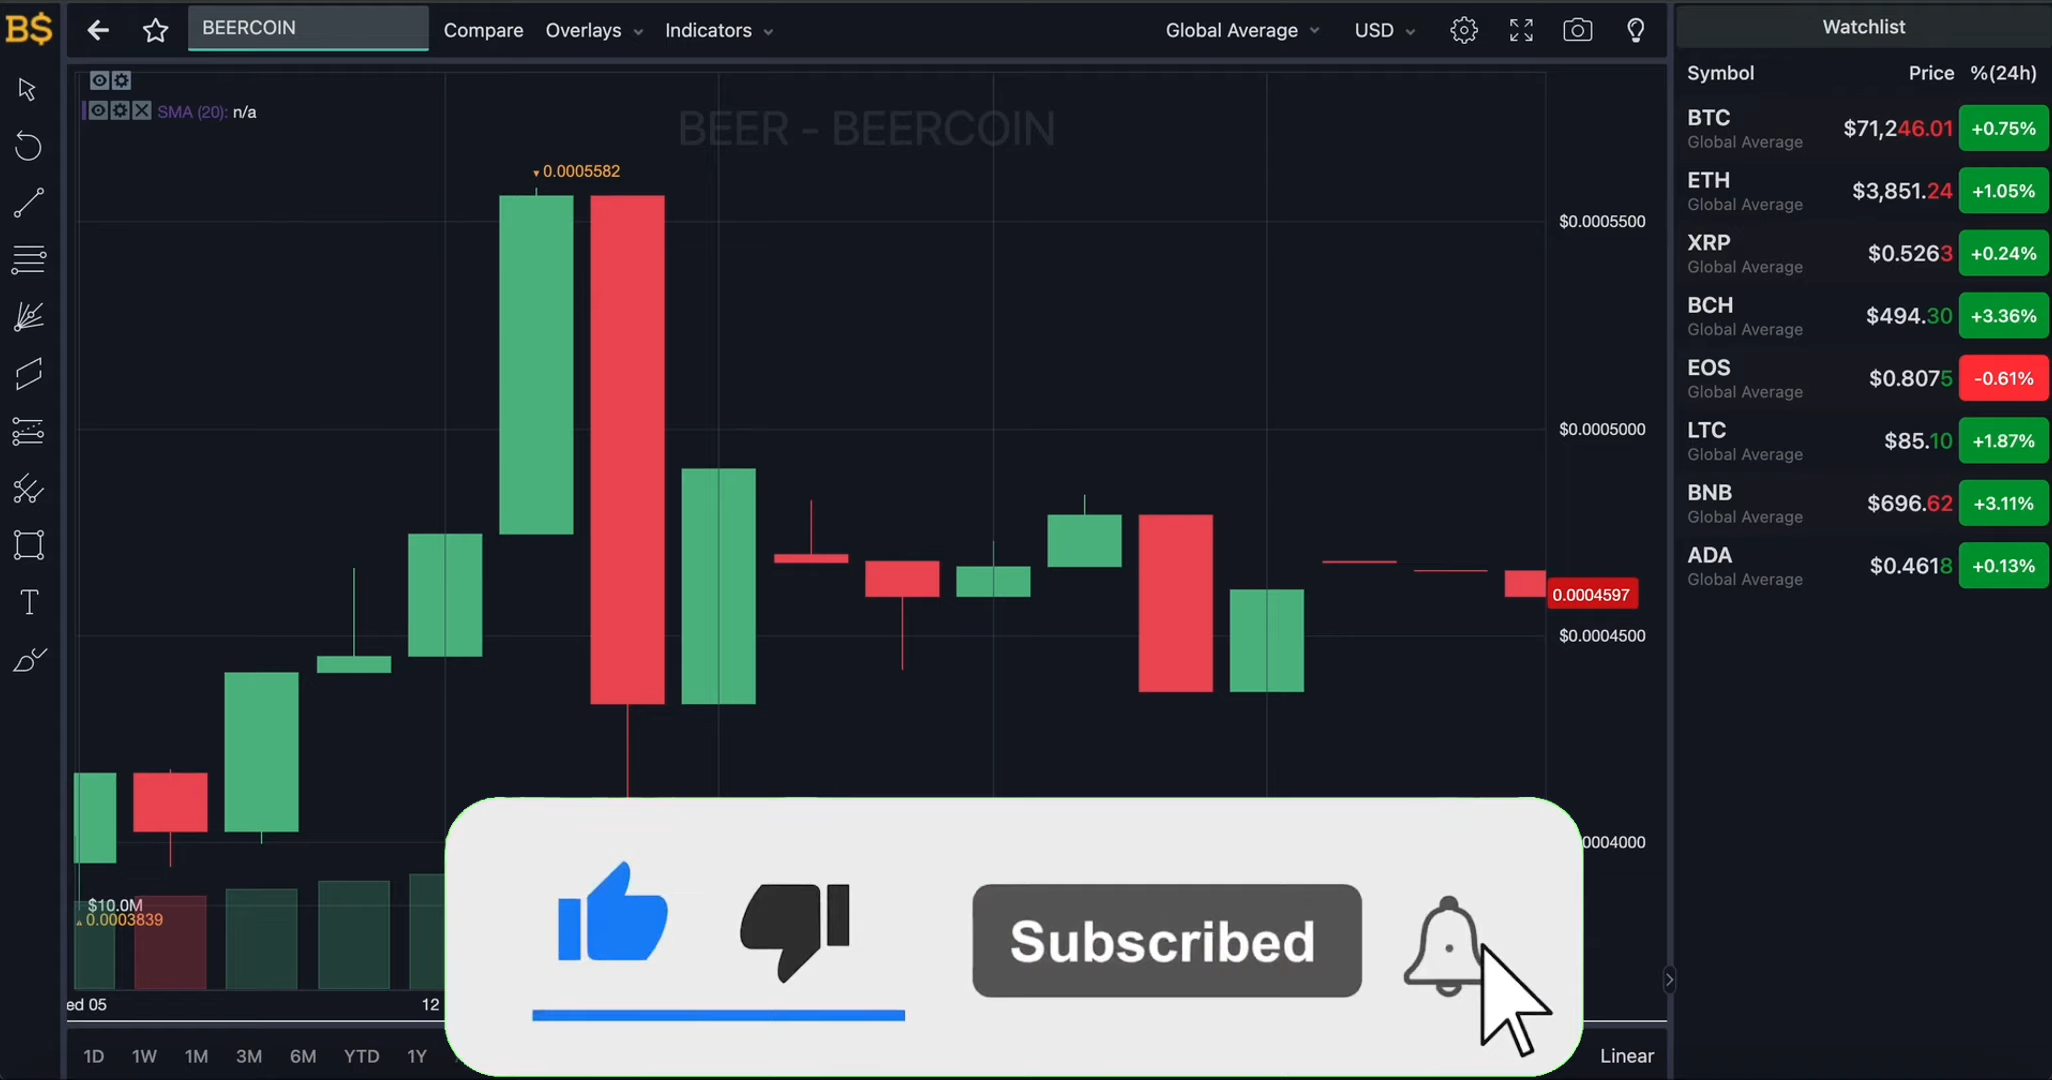 B$
BEERCOIN
Compare
Overlays
Indicators
Global Average
USD
Watchlist
SMA (20): n/a
BEER - BEERCOIN
0.0005582
$0.0005500
$0.0005000
0.0004597
$0.0004500
0004000
$10.0M
0.0003839
ed 05
12
Subscribed
1D 1W 1M 3M 6M YTD 1Y
Linear
Symbol Price %(24h)
BTC $71,246.01 +0.75%
Global Average
ETH $3,851.24 +1.05%
Global Average
XRP $0.5263 +0.24%
Global Average
BCH $494.30 +3.36%
Global Average
EOS $0.8075 -0.61%
Global Average
LTC $85.10 +1.87%
Global Average
BNB $696.62 +3.11%
Global Average
ADA $0.4618 +0.13%
Global Average